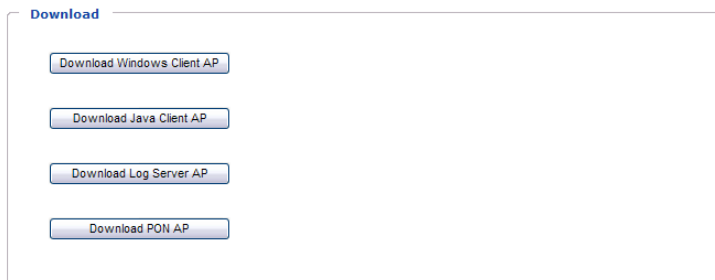 Download
Download Windows Client AP
Download Java Client AP
Download Log Server AP
Download PON AP